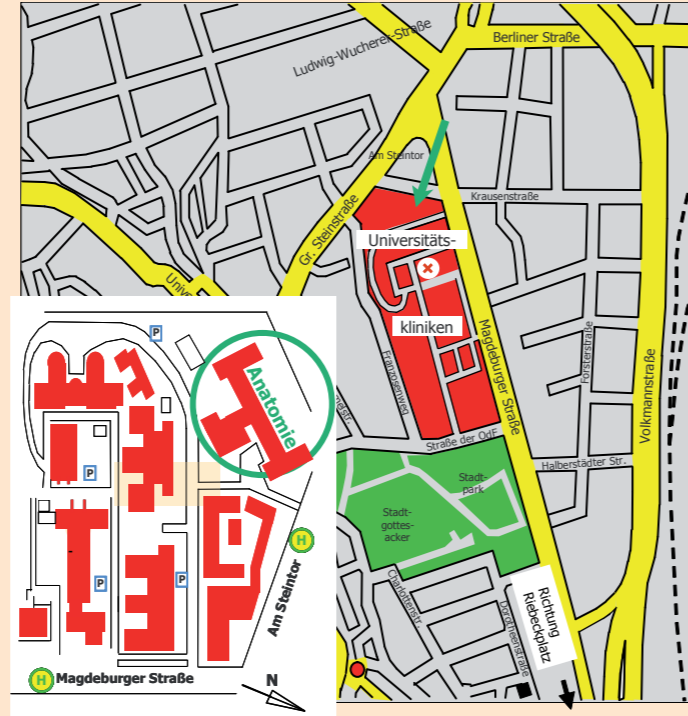 Berliner Straße
Ludwig-Wucherer-Straße
Am Steintor
Krausenstraße
Gr. Steinstraße
Universitäts-
kliniken
Magdeburger Straße
Franzosenweg
Forsterstraße
Volkmannstraße
Straße der OdF
Halberstädter Str.
Stadt-
park
Stadt-
gottes-
acker
Charlottenstr.
Dorotheenstraße
Richtung
Riebeckplatz
P
Anatomie
P
P
P
H
Am Steintor
H
Magdeburger Straße
N